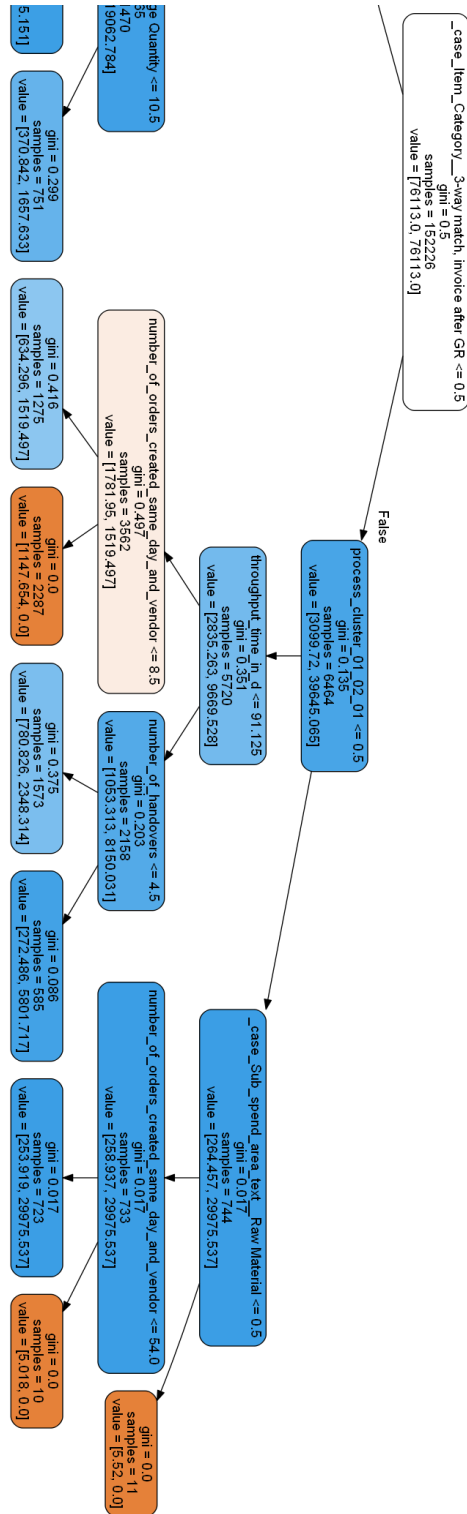 _case_Item_Category__3-way match, invoice after GR <= 0.5
gini = 0.5
samples = 152226
value = [76113.0, 76113.0]
False
process_cluster_01_02_01 <= 0.5
gini = 0.135
samples = 6464
value = [3099.72, 39645.065]
throughput_time_in_d <= 91.125
gini = 0.351
samples = 5720
value = [2835.263, 9669.528]
_case_Sub_spend_area_text__Raw Material <= 0.5
gini = 0.017
samples = 744
value = [264.457, 29975.537]
ge Quantity <= 10.5
470
19062.784]
number_of_orders_created_same_day_and_vendor <= 8.5
gini = 0.497
samples = 3562
value = [1781.95, 1519.497]
number_of_handovers <= 4.5
gini = 0.203
samples = 2158
value = [1053.313, 8150.031]
number_of_orders_created_same_day_and_vendor <= 54.0
gini = 0.017
samples = 733
value = [258.937, 29975.537]
gini = 0.0
samples = 11
value = [5.52, 0.0]
5.151]
gini = 0.299
samples = 751
value = [370.842, 1657.633]
gini = 0.416
samples = 1275
value = [634.296, 1519.497]
gini = 0.0
samples = 2287
value = [1147.654, 0.0]
gini = 0.375
samples = 1573
value = [780.826, 2348.314]
gini = 0.086
samples = 585
value = [272.486, 5801.717]
gini = 0.017
samples = 723
value = [253.919, 29975.537]
gini = 0.0
samples = 10
value = [5.018, 0.0]